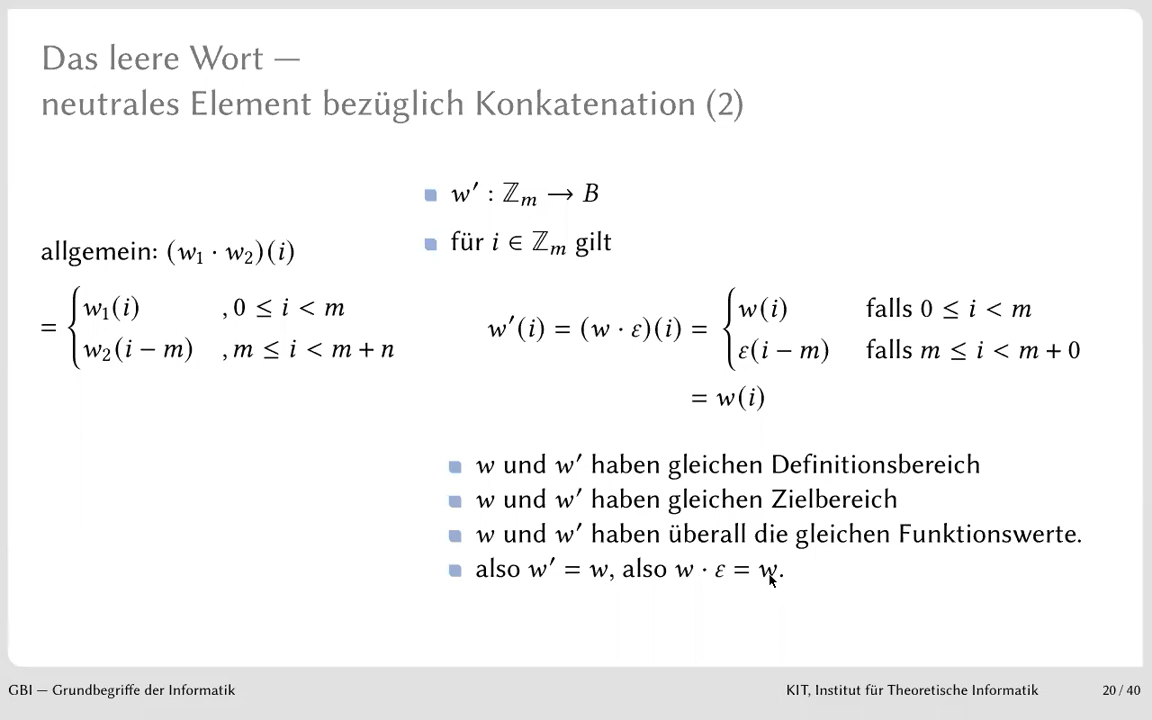 Das leere Wort —
neutrales Element bezüglich Konkatenation (2)
allgemein: (w₁ · w₂)(i)
= { w₁(i) , 0 ≤ i < m
w₂(i − m) , m ≤ i < m + n
w′ : ℤₘ → B
für i ∈ ℤₘ gilt
w′(i) = (w · ε)(i) = { w(i) falls 0 ≤ i < m
ε(i − m) falls m ≤ i < m + 0
= w(i)
w und w′ haben gleichen Definitionsbereich
w und w′ haben gleichen Zielbereich
w und w′ haben überall die gleichen Funktionswerte.
also w′ = w, also w · ε = w.
GBI — Grundbegriffe der Informatik
KIT, Institut für Theoretische Informatik
20 / 40